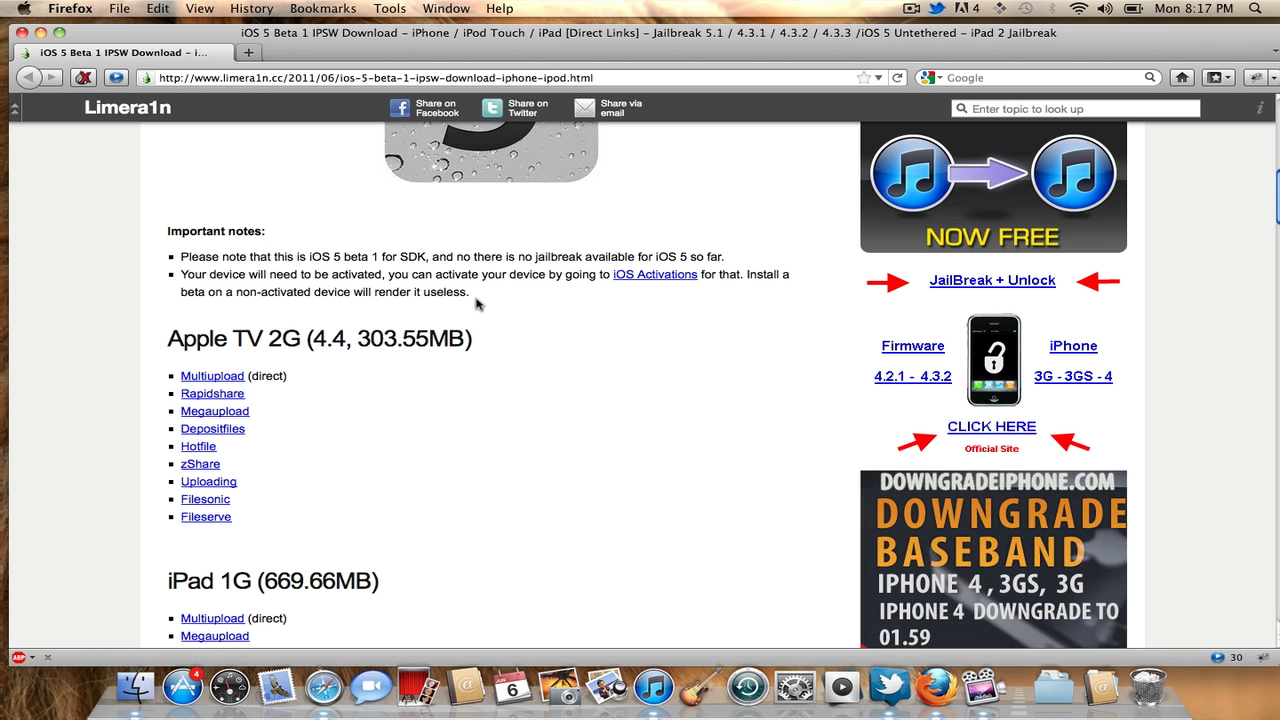 Firefox File Edit View History Bookmarks Tools Window Help 4 Mon 8:17 PM
iOS 5 Beta 1 IPSW Download - iPhone / iPod Touch / iPad [Direct Links] - Jailbreak 5.1 / 4.3.1 / 4.3.2 / 4.3.3 /iOS 5 Untethered - iPad 2 Jailbreak
iOS 5 Beta 1 IPSW Download – i...
http://www.limera1n.cc/2011/06/ios-5-beta-1-ipsw-download-iphone-ipod.html
Google
Limera1n
Share on
Facebook
Share on
Twitter
Share via
email
Enter topic to look up
Important notes:
Please note that this is iOS 5 beta 1 for SDK, and no there is no jailbreak available for iOS 5 so far.
Your device will need to be activated, you can activate your device by going to iOS Activations for that. Install a
beta on a non-activated device will render it useless.
Apple TV 2G (4.4, 303.55MB)
Multiupload (direct)
Rapidshare
Megaupload
Depositfiles
Hotfile
zShare
Uploading
Filesonic
Fileserve
iPad 1G (669.66MB)
Multiupload (direct)
Megaupload
NOW FREE
JailBreak + Unlock
Firmware
iPhone
4.2.1 - 4.3.2
3G - 3GS - 4
CLICK HERE
Official Site
DOWNGRADEIPHONE.COM
DOWNGRADE
BASEBAND
IPHONE 4 , 3GS, 3G
IPHONE 4 DOWNGRADE TO
01.59
ABP
30
4
JUN
6